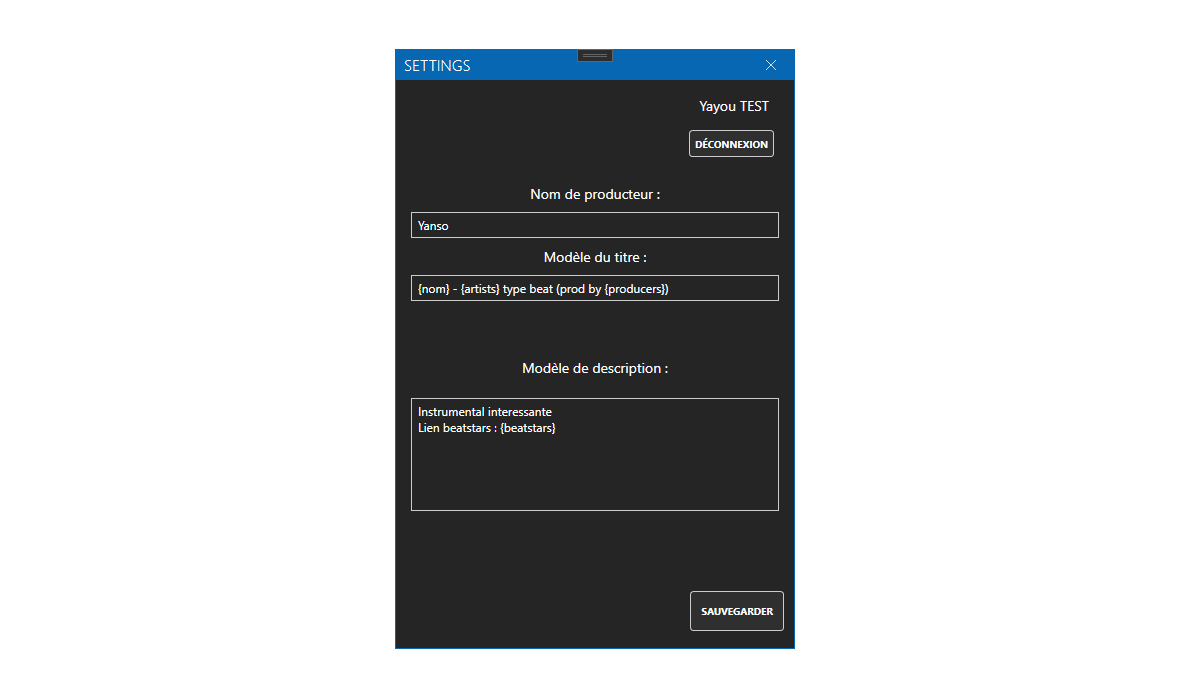 SETTINGS
Yayou TEST
DÉCONNEXION
Nom de producteur :
Yanso
Modèle du titre :
{nom} - {artists} type beat (prod by {producers})
Modèle de description :
Instrumental interessante
Lien beatstars : {beatstars}
SAUVEGARDER